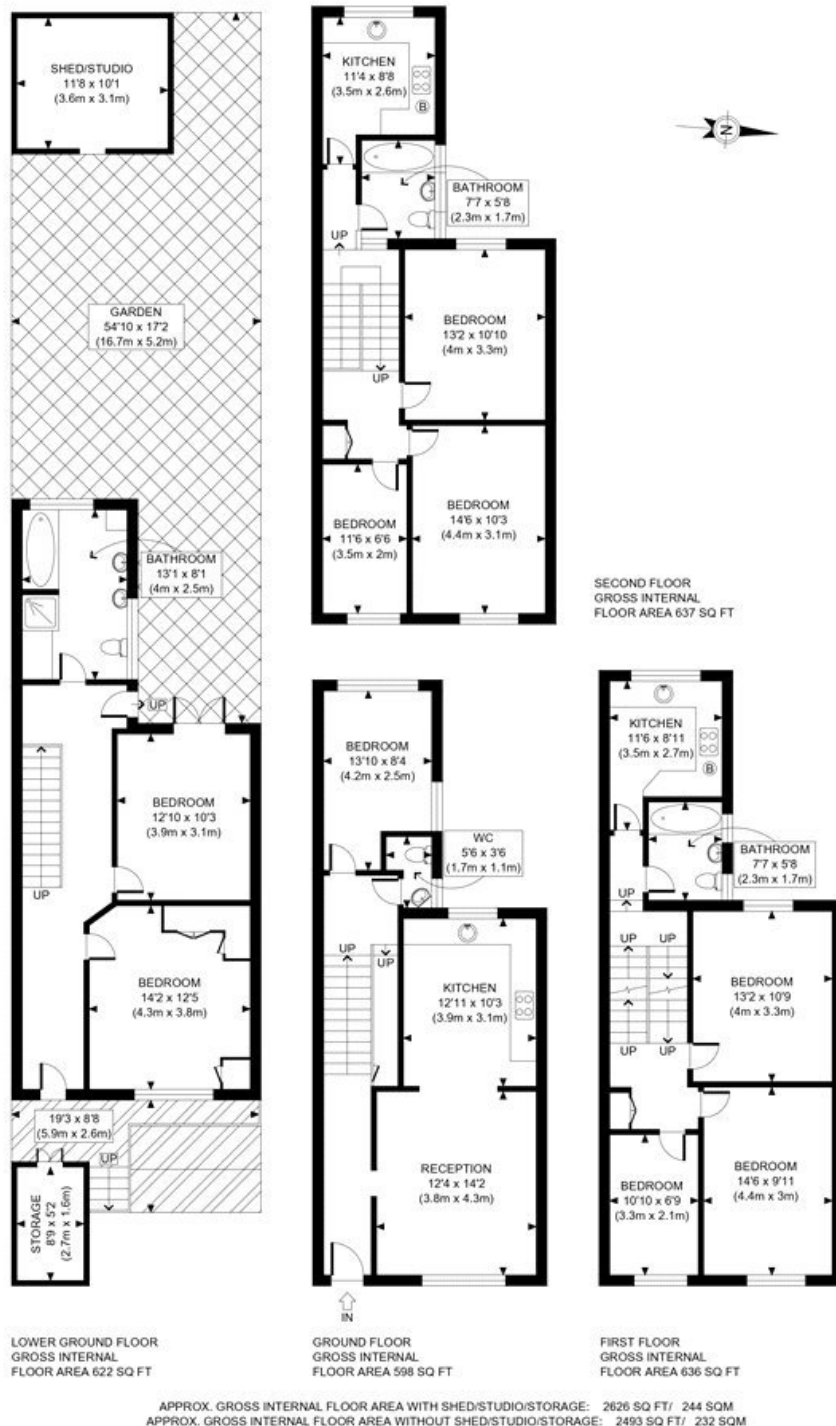 SHED/STUDIO
11'8 x 10'1
(3.6m x 3.1m)
GARDEN
54'10 x 17'2
(16.7m x 5.2m)
BATHROOM
13'1 x 8'1
(4m x 2.5m)
UP
UP
BEDROOM
12'10 x 10'3
(3.9m x 3.1m)
BEDROOM
14'2 x 12'5
(4.3m x 3.8m)
19'3 x 8'8
(5.9m x 2.6m)
UP
STORAGE
8'9 x 5'2
(2.7m x 1.6m)
LOWER GROUND FLOOR
GROSS INTERNAL
FLOOR AREA 622 SQ FT
KITCHEN
11'4 x 8'8
(3.5m x 2.6m)
B
BATHROOM
7'7 x 5'8
(2.3m x 1.7m)
UP
BEDROOM
13'2 x 10'10
(4m x 3.3m)
UP
BEDROOM
14'6 x 10'3
(4.4m x 3.1m)
BEDROOM
11'6 x 6'6
(3.5m x 2m)
SECOND FLOOR
GROSS INTERNAL
FLOOR AREA 637 SQ FT
N
BEDROOM
13'10 x 8'4
(4.2m x 2.5m)
WC
5'6 x 3'6
(1.7m x 1.1m)
UP
UP
KITCHEN
12'11 x 10'3
(3.9m x 3.1m)
RECEPTION
12'4 x 14'2
(3.8m x 4.3m)
IN
GROUND FLOOR
GROSS INTERNAL
FLOOR AREA 598 SQ FT
KITCHEN
11'6 x 8'11
(3.5m x 2.7m)
B
BATHROOM
7'7 x 5'8
(2.3m x 1.7m)
UP
UP UP
BEDROOM
13'2 x 10'9
(4m x 3.3m)
UP UP
BEDROOM
14'6 x 9'11
(4.4m x 3m)
BEDROOM
10'10 x 6'9
(3.3m x 2.1m)
FIRST FLOOR
GROSS INTERNAL
FLOOR AREA 636 SQ FT
APPROX. GROSS INTERNAL FLOOR AREA WITH SHED/STUDIO/STORAGE: 2626 SQ FT/ 244 SQM
APPROX. GROSS INTERNAL FLOOR AREA WITHOUT SHED/STUDIO/STORAGE: 2493 SQ FT/ 232 SQM